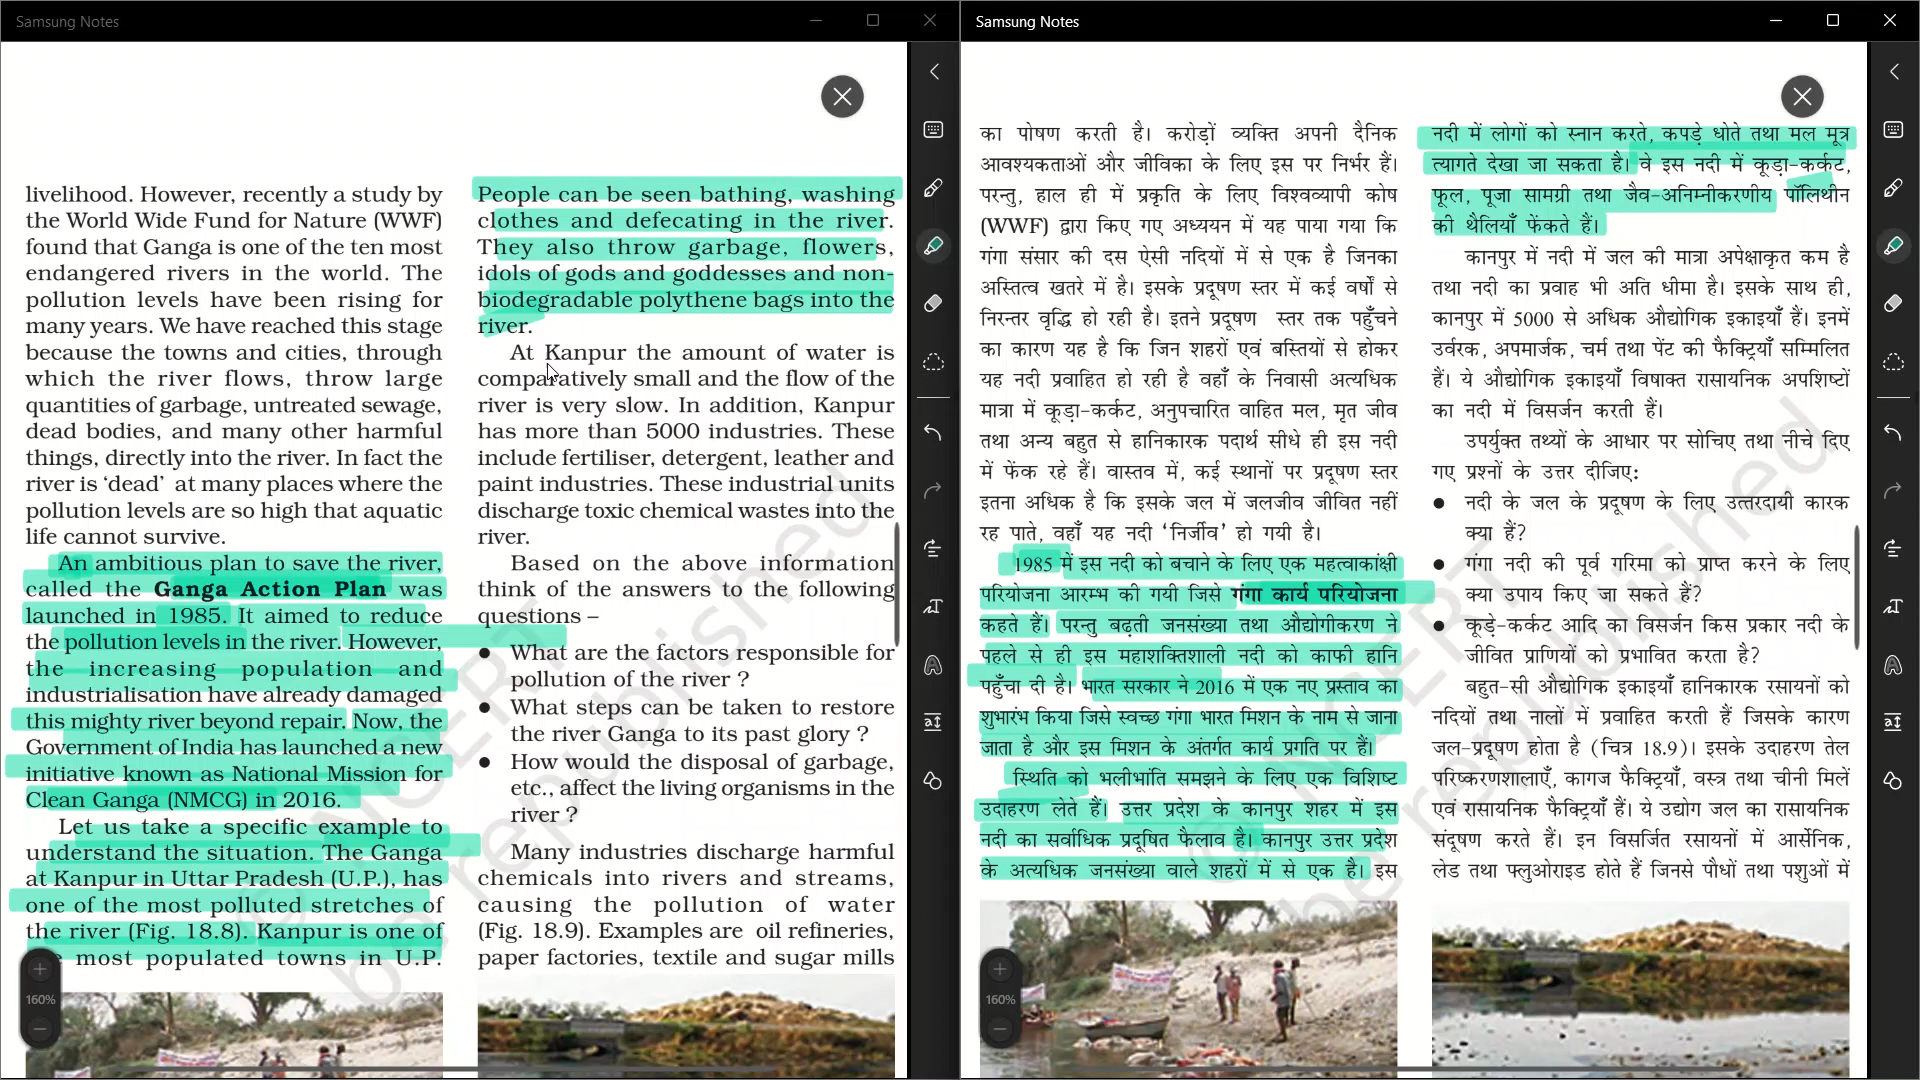 Samsung Notes
livelihood. However, recently a study by
the World Wide Fund for Nature (WWF)
found that Ganga is one of the ten most
endangered rivers in the world. The
pollution levels have been rising for
many years. We have reached this stage
because the towns and cities, through
which the river flows, throw large
quantities of garbage, untreated sewage,
dead bodies, and many other harmful
things, directly into the river. In fact the
river is ‘dead’ at many places where the
pollution levels are so high that aquatic
life cannot survive.
An ambitious plan to save the river,
called the Ganga Action Plan was
launched in 1985. It aimed to reduce
the pollution levels in the river. However,
the increasing population and
industrialisation have already damaged
this mighty river beyond repair. Now, the
Government of India has launched a new
initiative known as National Mission for
Clean Ganga (NMCG) in 2016.
Let us take a specific example to
understand the situation. The Ganga
at Kanpur in Uttar Pradesh (U.P.), has
one of the most polluted stretches of
the river (Fig. 18.8). Kanpur is one of
most populated towns in U.P.
160%
People can be seen bathing, washing
clothes and defecating in the river.
They also throw garbage, flowers,
idols of gods and goddesses and non-
biodegradable polythene bags into the
river.
At Kanpur the amount of water is
comparatively small and the flow of the
river is very slow. In addition, Kanpur
has more than 5000 industries. These
include fertiliser, detergent, leather and
paint industries. These industrial units
discharge toxic chemical wastes into the
river.
Based on the above information
think of the answers to the following
questions –
● What are the factors responsible for
pollution of the river ?
● What steps can be taken to restore
the river Ganga to its past glory ?
● How would the disposal of garbage,
etc., affect the living organisms in the
river ?
Many industries discharge harmful
chemicals into rivers and streams,
causing the pollution of water
(Fig. 18.9). Examples are oil refineries,
paper factories, textile and sugar mills
© NCERT
be republished
Samsung Notes
का पोषण करती है। करोड़ों व्यक्ति अपनी दैनिक
आवश्यकताओं और जीविका के लिए इस पर निर्भर हैं।
परन्तु, हाल ही में प्रकृति के लिए विश्वव्यापी कोष
(WWF) द्वारा किए गए अध्ययन में यह पाया गया कि
गंगा संसार की दस ऐसी नदियों में से एक है जिनका
अस्तित्व खतरे में है। इसके प्रदूषण स्तर में कई वर्षों से
निरन्तर वृद्धि हो रही है। इतने प्रदूषण स्तर तक पहुँचने
का कारण यह है कि जिन शहरों एवं बस्तियों से होकर
यह नदी प्रवाहित हो रही है वहाँ के निवासी अत्यधिक
मात्रा में कूड़ा-कर्कट, अनुपचारित वाहित मल, मृत जीव
तथा अन्य बहुत से हानिकारक पदार्थ सीधे ही इस नदी
में फेंक रहे हैं। वास्तव में, कई स्थानों पर प्रदूषण स्तर
इतना अधिक है कि इसके जल में जलजीव जीवित नहीं
रह पाते, वहाँ यह नदी ‘निर्जीव’ हो गयी है।
1985 में इस नदी को बचाने के लिए एक महत्वाकांक्षी
परियोजना आरम्भ की गयी जिसे गंगा कार्य परियोजना
कहते हैं। परन्तु बढ़ती जनसंख्या तथा औद्योगीकरण ने
पहले से ही इस महाशक्तिशाली नदी को काफी हानि
पहुँचा दी है। भारत सरकार ने 2016 में एक नए प्रस्ताव का
शुभारंभ किया जिसे स्वच्छ गंगा भारत मिशन के नाम से जाना
जाता है और इस मिशन के अंतर्गत कार्य प्रगति पर हैं।
स्थिति को भलीभांति समझने के लिए एक विशिष्ट
उदाहरण लेते हैं। उत्तर प्रदेश के कानपुर शहर में इस
नदी का सर्वाधिक प्रदूषित फैलाव है। कानपुर उत्तर प्रदेश
के अत्यधिक जनसंख्या वाले शहरों में से एक है। इस
160%
नदी में लोगों को स्नान करते, कपड़े धोते तथा मल मूत्र
त्यागते देखा जा सकता है। वे इस नदी में कूड़ा-कर्कट,
फूल, पूजा सामग्री तथा जैव-अनिम्नीकरणीय पॉलिथीन
की थैलियाँ फेंकते हैं।
कानपुर में नदी में जल की मात्रा अपेक्षाकृत कम है
तथा नदी का प्रवाह भी अति धीमा है। इसके साथ ही,
कानपुर में 5000 से अधिक औद्योगिक इकाइयाँ हैं। इनमें
उर्वरक, अपमार्जक, चर्म तथा पेंट की फैक्ट्रियाँ सम्मिलित
हैं। ये औद्योगिक इकाइयाँ विषाक्त रासायनिक अपशिष्टों
का नदी में विसर्जन करती हैं।
उपर्युक्त तथ्यों के आधार पर सोचिए तथा नीचे दिए
गए प्रश्नों के उत्तर दीजिए:
● नदी के जल के प्रदूषण के लिए उत्तरदायी कारक
क्या हैं?
● गंगा नदी की पूर्व गरिमा को प्राप्त करने के लिए
क्या उपाय किए जा सकते हैं?
● कूड़े-कर्कट आदि का विसर्जन किस प्रकार नदी के
जीवित प्राणियों को प्रभावित करता है?
बहुत-सी औद्योगिक इकाइयाँ हानिकारक रसायनों को
नदियों तथा नालों में प्रवाहित करती हैं जिसके कारण
जल-प्रदूषण होता है (चित्र 18.9)। इसके उदाहरण तेल
परिष्करणशालाएँ, कागज फैक्ट्रियाँ, वस्त्र तथा चीनी मिलें
एवं रासायनिक फैक्ट्रियाँ हैं। ये उद्योग जल का रासायनिक
संदूषण करते हैं। इन विसर्जित रसायनों में आर्सेनिक,
लेड तथा फ्लुओराइड होते हैं जिनसे पौधों तथा पशुओं में
© NCERT
be republished